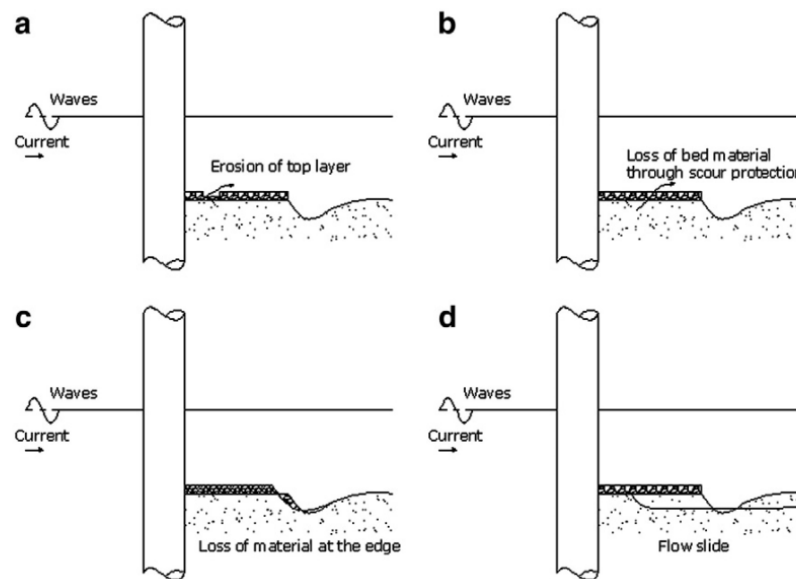 a
Waves
Current
Erosion of top layer
b
Waves
Current
Loss of bed material
through scour protection
c
Waves
Current
Loss of material at the edge
d
Waves
Current
Flow slide